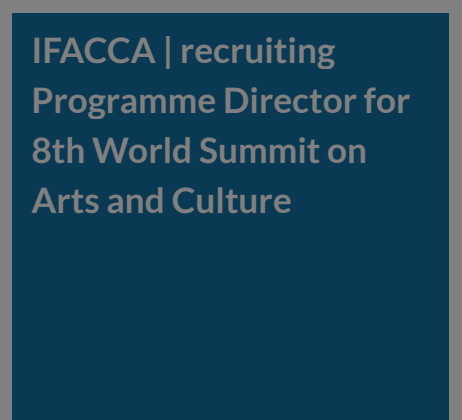 IFACCA | recruiting
Programme Director for
8th World Summit on
Arts and Culture